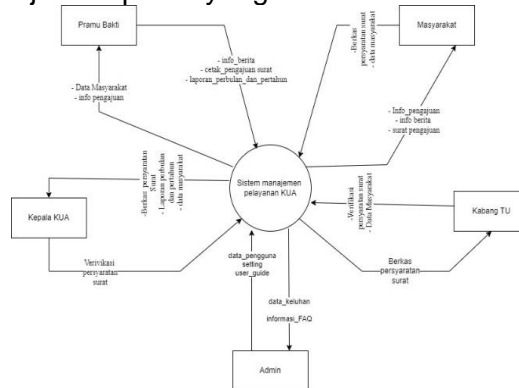 Pramu Bakti
Masyarakat
- info_berita
- cetak_pengajuan surat
- laporan_perbulan_dan_pertahun
- Berkas
persyaratan surat
- data masyarakat
- Data Masyarakat
- info pengajuan
- Info_pengajuan
- info berita
- surat pengajuan
Sistem manajemen
pelayanan KUA
-Berkas persyaratan
Surat
- Laporan perbulan
dan pertahun
- data masyarakat
-Verifikasi
persyaratan surat
- Data Masyarakat
Kepala KUA
Kabang TU
Verivikasi
persyaratan
surat
data_pengguna
setting
user_guide
data_keluhan
informasi_FAQ
Berkas
persyaratan
surat
Admin